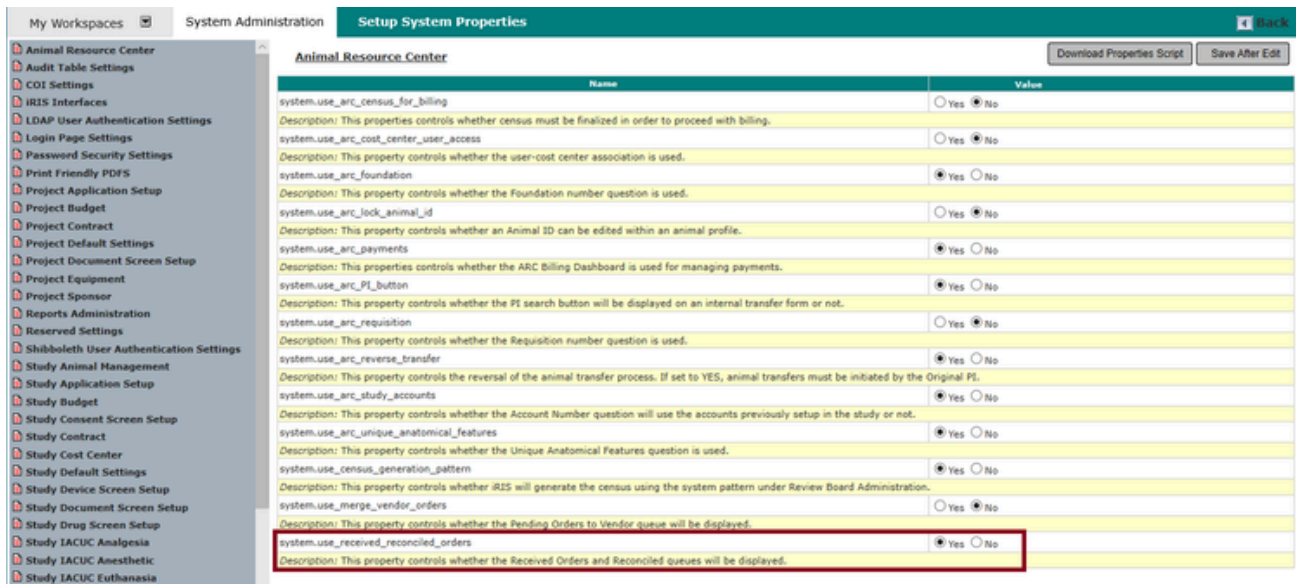 My Workspaces
System Administration
Setup System Properties
Back
Animal Resource Center
Audit Table Settings
COI Settings
iRIS Interfaces
LDAP User Authentication Settings
Login Page Settings
Password Security Settings
Print Friendly PDFS
Project Application Setup
Project Budget
Project Contract
Project Default Settings
Project Document Screen Setup
Project Equipment
Project Sponsor
Reports Administration
Reserved Settings
Shibboleth User Authentication Settings
Study Animal Management
Study Application Setup
Study Budget
Study Consent Screen Setup
Study Contract
Study Cost Center
Study Default Settings
Study Device Screen Setup
Study Document Screen Setup
Study Drug Screen Setup
Study IACUC Analgesia
Study IACUC Anesthetic
Study IACUC Euthanasia
Animal Resource Center
Download Properties Script Save After Edit
Name Value
system.use_arc_census_for_billing Yes No
Description: This properties controls whether census must be finalized in order to proceed with billing.
system.use_arc_cost_center_user_access Yes No
Description: This property controls whether the user-cost center association is used.
system.use_arc_foundation Yes No
Description: This property controls whether the Foundation number question is used.
system.use_arc_lock_animal_id Yes No
Description: This property controls whether an Animal ID can be edited within an animal profile.
system.use_arc_payments Yes No
Description: This properties controls whether the ARC Billing Dashboard is used for managing payments.
system.use_arc_PI_button Yes No
Description: This property controls whether the PI search button will be displayed on an internal transfer form or not.
system.use_arc_requisition Yes No
Description: This property controls whether the Requisition number question is used.
system.use_arc_reverse_transfer Yes No
Description: This property controls the reversal of the animal transfer process. If set to YES, animal transfers must be initiated by the Original PI.
system.use_arc_study_accounts Yes No
Description: This property controls whether the Account Number question will use the accounts previously setup in the study or not.
system.use_arc_unique_anatomical_features Yes No
Description: This property controls whether the Unique Anatomical Features question is used.
system.use_census_generation_pattern Yes No
Description: This property controls whether iRIS will generate the census using the system pattern under Review Board Administration.
system.use_merge_vendor_orders Yes No
Description: This property controls whether the Pending Orders to Vendor queue will be displayed.
system.use_received_reconciled_orders Yes No
Description: This property controls whether the Received Orders and Reconciled queues will be displayed.